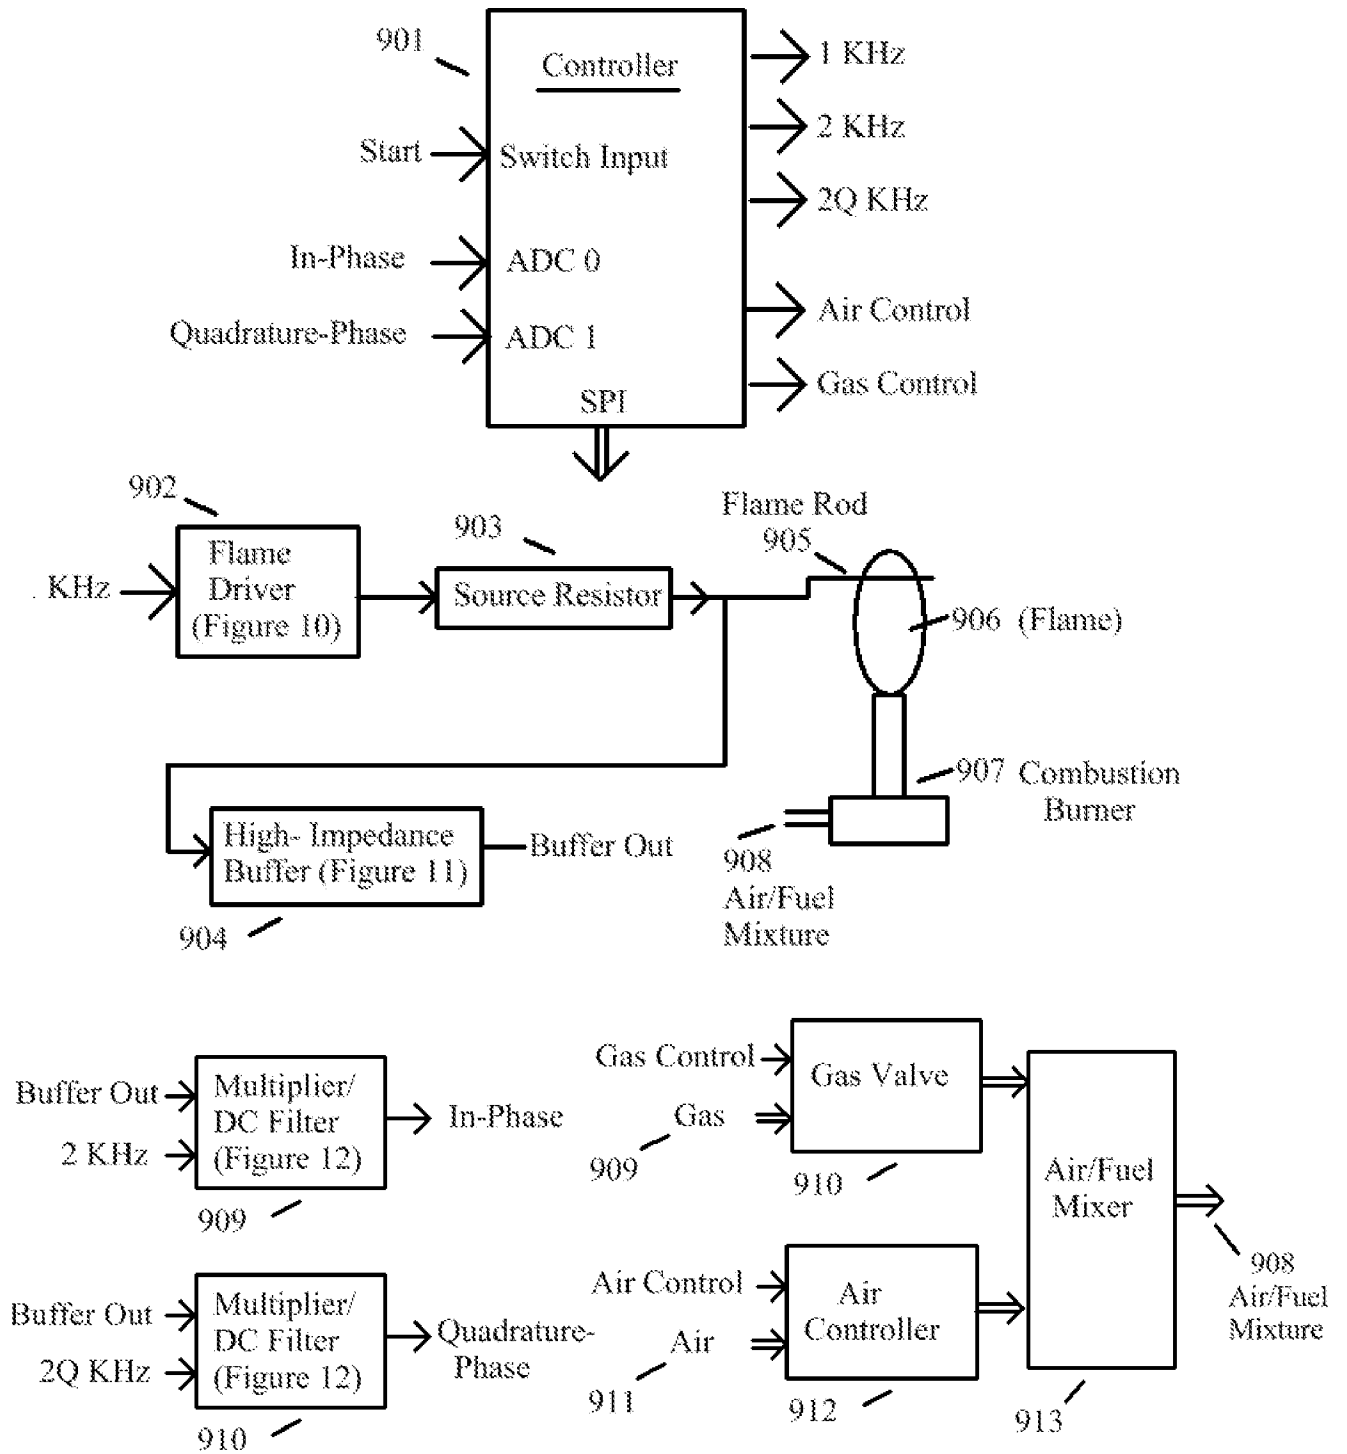 901
Controller
Start
Switch Input
In-Phase
ADC 0
Quadrature-Phase
ADC 1
SPI
1 KHz
2 KHz
2Q KHz
Air Control
Gas Control
902
. KHz
Flame
Driver
(Figure 10)
903
Source Resistor
Flame Rod
905
906 (Flame)
907 Combustion
Burner
908
Air/Fuel
Mixture
High- Impedance
Buffer (Figure 11)
Buffer Out
904
Buffer Out
2 KHz
Multiplier/
DC Filter
(Figure 12)
In-Phase
909
Buffer Out
2Q KHz
Multiplier/
DC Filter
(Figure 12)
Quadrature-
Phase
910
Gas Control
Gas
909
Gas Valve
910
Air Control
Air
911
Air
Controller
912
Air/Fuel
Mixer
913
908
Air/Fuel
Mixture